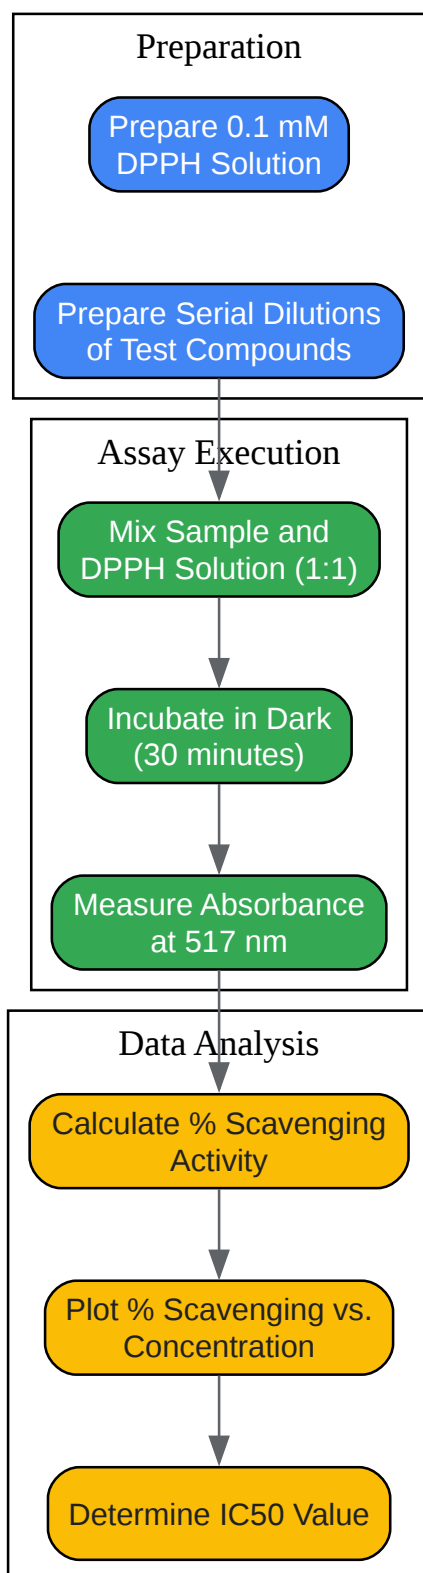 Preparation
Prepare 0.1 mM
DPPH Solution
Prepare Serial Dilutions
of Test Compounds
Assay Execution
Mix Sample and
DPPH Solution (1:1)
Incubate in Dark
(30 minutes)
Measure Absorbance
at 517 nm
Data Analysis
Calculate % Scavenging
Activity
Plot % Scavenging vs.
Concentration
Determine IC50 Value